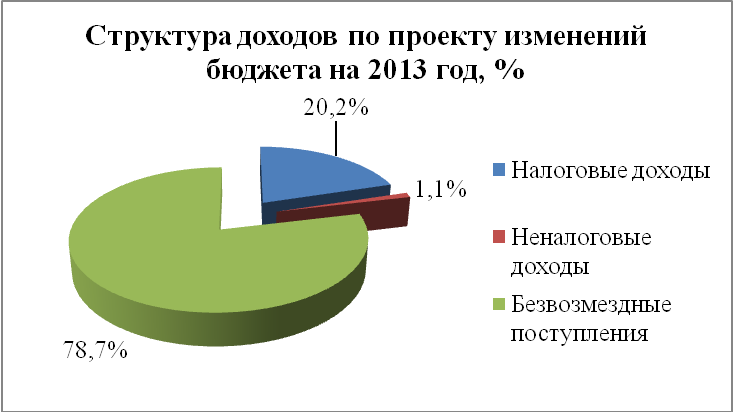 Структура доходов по проекту изменений
бюджета на 2013 год, %
20,2%
Налоговые доходы
1,1%
Неналоговые
доходы
Безвозмездные
поступления
78,7%